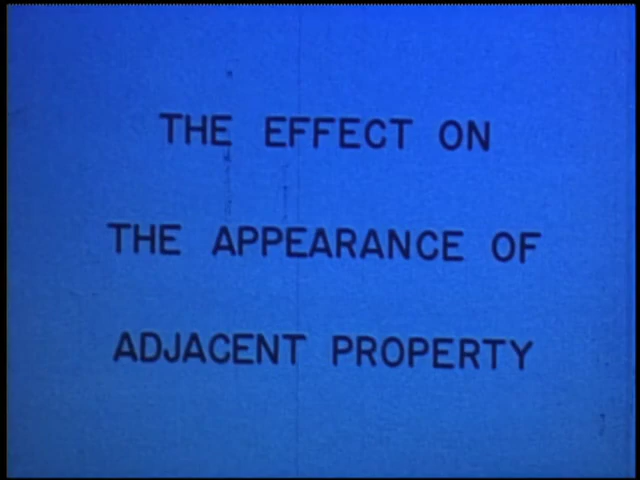 THE EFFECT ON
THE APPEARANCE OF
ADJACENT PROPERTY